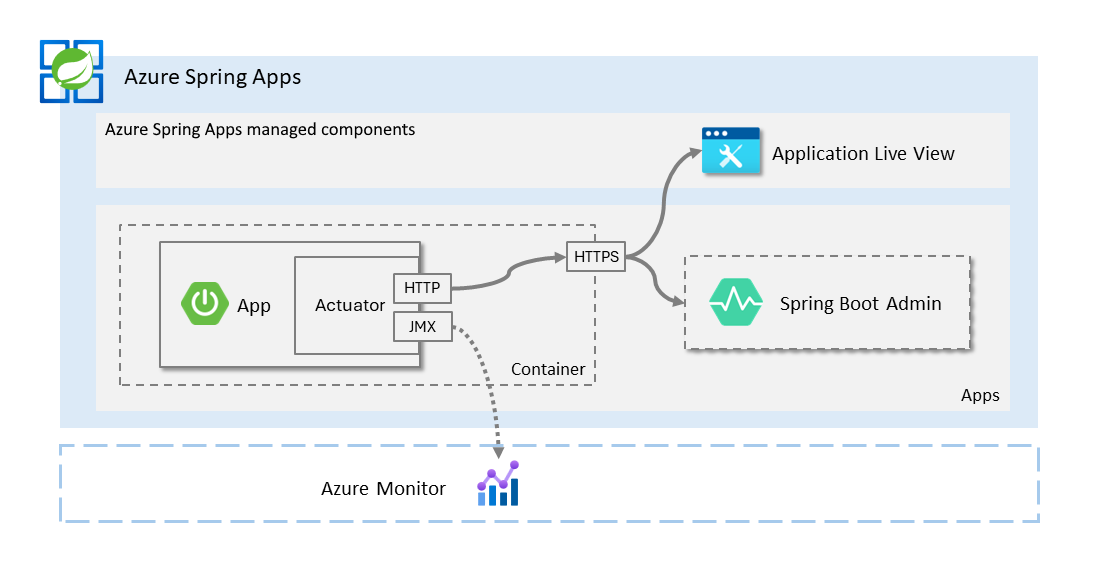 Azure Spring Apps
Azure Spring Apps managed components
Application Live View
HTTPS
HTTP
App
Actuator
Spring Boot Admin
JMX
Container
Apps
Azure Monitor